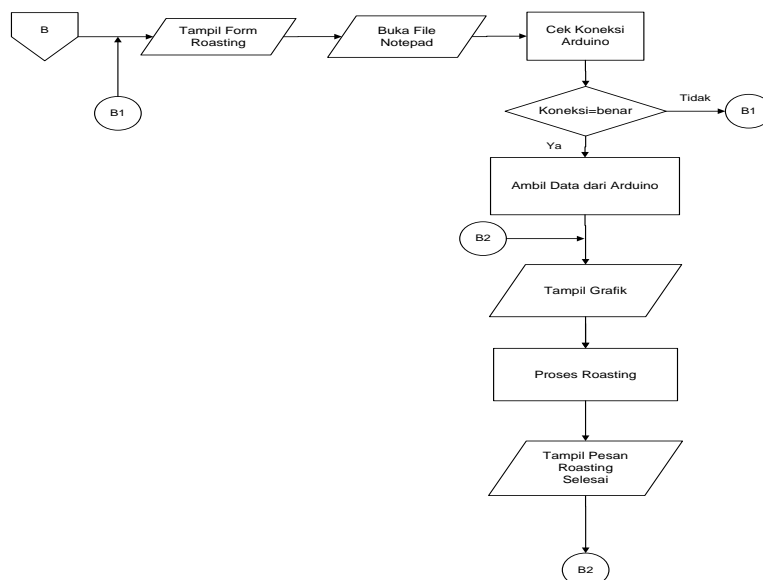 B
Tampil Form
Roasting
Buka File
Notepad
Cek Koneksi
Arduino
B1
Koneksi=benar
Tidak
B1
Ya
Ambil Data dari Arduino
B2
Tampil Grafik
Proses Roasting
Tampil Pesan
Roasting
Selesai
B2